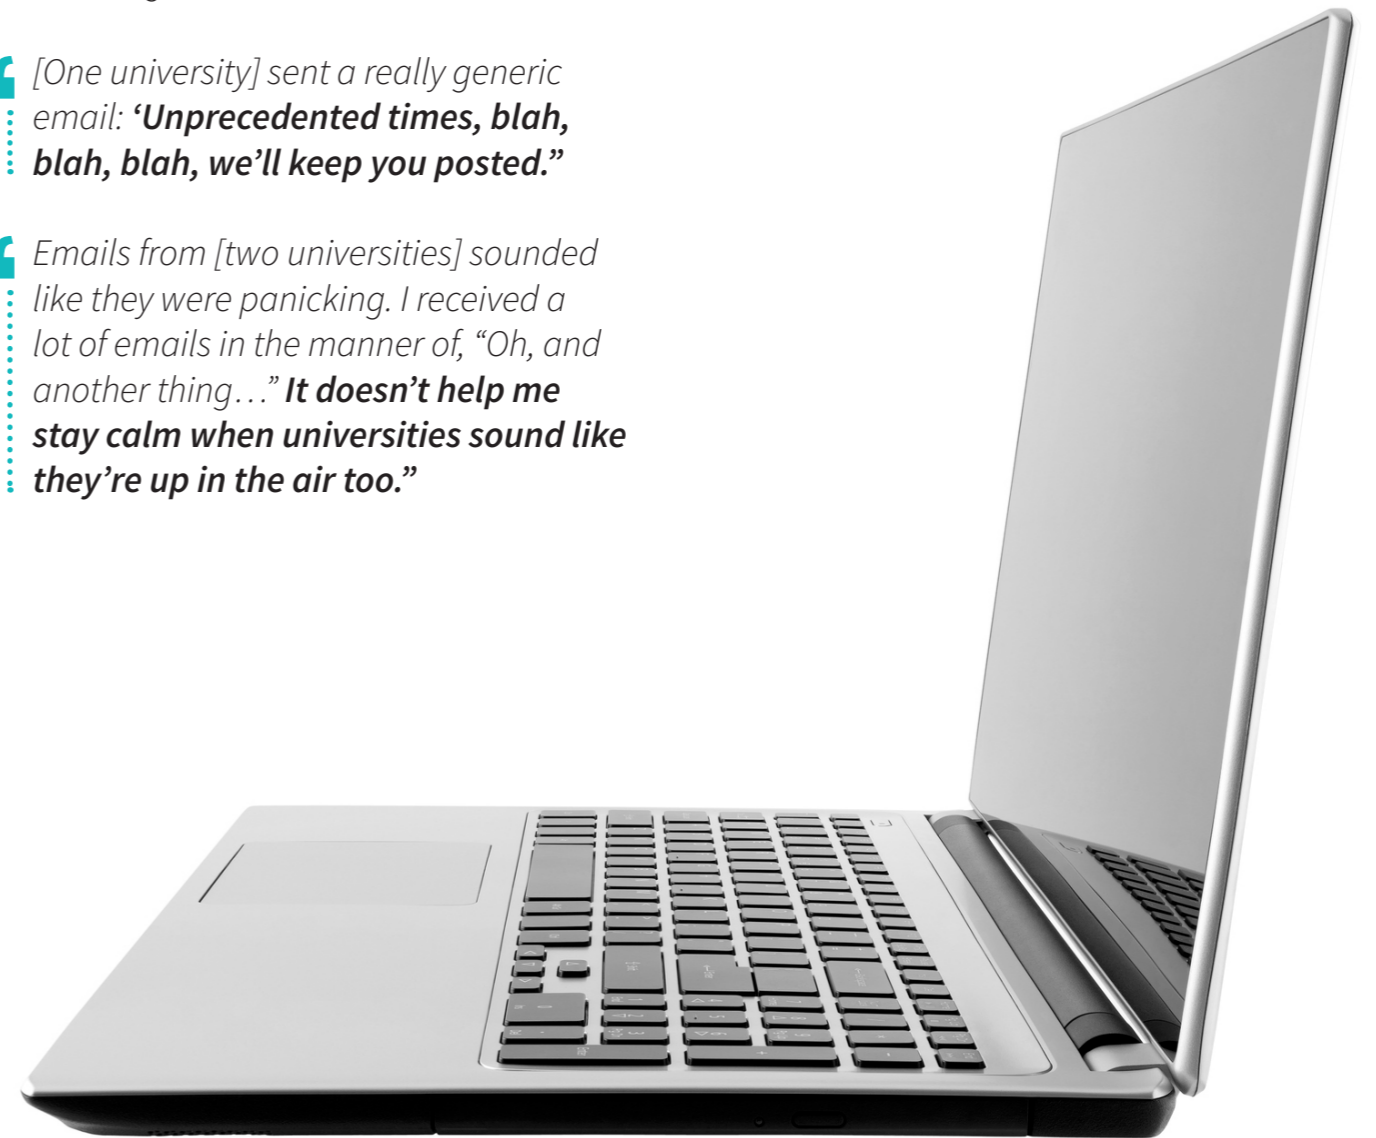 [One university] sent a really generic
email: ‘Unprecedented times, blah,
blah, blah, we’ll keep you posted.”
Emails from [two universities] sounded
like they were panicking. I received a
lot of emails in the manner of, “Oh, and
another thing…” It doesn’t help me
stay calm when universities sound like
they’re up in the air too.”